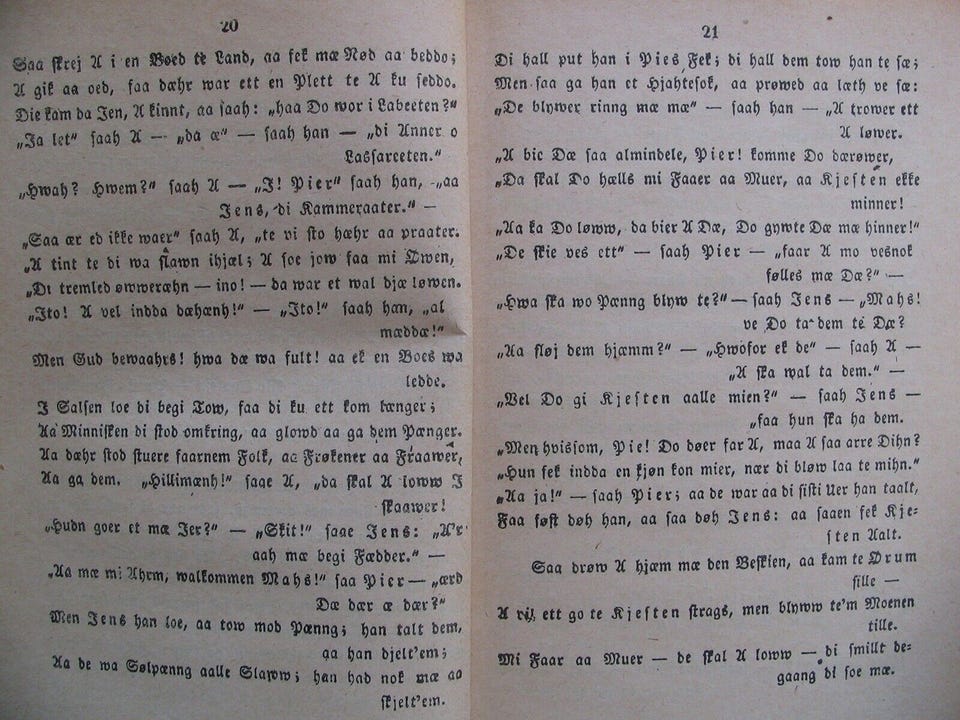 20
Saa skrej A i en Boed te Land, aa fek mæ Nød aa beddo;
A gik aa oed, saa dæhr war ett en Plett te A ku seddo.
Die kam da Jen, A kinnt, aa saah: „haa Do wor i Labeeten?"
„Ja let" saah A — „da æ" — saah han — „di Anner o
Lassareeten."
„Hwah? Hwem?" saah A — „J! Pier" saah han, „aa
Jens, di Kammeraater." —
„Saa ær ed ikke waer" saah A, „te vi sto hæhr aa praater.
„A tint te di wa slawn ihjæl; A soe jow saa mi Øwen,
„Di tremled øwweræhn — ino! — da war et wal djæ løwen.
„Ito! A vel indda dæhænh!" — „Ito!" saah han, „al
mæddæ!"
Men Gud bewaahrs! hwa dæ wa fult! aa ek en Boes wa
ledde.
I Salsen loe di begi Tow, saa di ku ett kom længer;
Aa Minnisken di stod omkring, aa glowd aa ga dem Pænger.
Aa dæhr stod stuere faarnem Folk, aa Frøkener aa Fraawer,
Aa ga dem. „Hillimænh!" saae A, „da skal A loww J
skaawer!
„Hudn goer et mæ Jer?" — „Skit!" saae Jens: „A'r
aah mæ begi Fædder." —
„Aa mæ mi Ahrm, walkommen Mahs!" saa Pier — „ærd
Dæ dær æ dær?"
Men Jens han loe, aa tow mod Pænng; han talt dem,
aa han djelt'em;
Aa de wa Sølpænng aalle Slaww; han had nok mæ aa
skjelt'em.
21
Di hall put han i Pies Fek; di hall dem tow han te sæ;
Men saa ga han et Hjahtesok, aa prøwed aa læth ve sæ:
„De blywer rinng mæ mæ" — saah han — „A trower ett
A løwer.
„A bic Dæ saa almindele, Pier! komme Do dærøwer,
„Da skal Do hælls mi Faaer aa Muer, aa Kjesten ekke
minner!
„Aa ka Do løww, da bier A Dæ, Do gywte Dæ mæ hinner!"
„De skie ves ett" — saah Pier — „faar A mo vesnok
følles mæ Dæ?" —
„Hwa ska wo Pænng blyw te?" — saah Jens — „Mahs!
ve Do ta dem te Dæ?
„Aa fløj dem hjæmm?" — „Hwofor ek de" — saah A —
„A ska wal ta dem." —
„Vel Do gi Kjesten aalle mien?" — saah Jens —
„saa hun ska ha dem.
„Men hvissom, Pie! Do døer før A, maa A saa arre Dihn?
„Hun fek indda en kjøn kon mier, nær di bløw laa te mihn."
„Aa ja!" — saah Pier; aa de war aa di sisti Uer han taalt,
Faa søst døh han, aa saa døh Jens: aa saaen fek Kje-
sten Aalt.
Saa drøw A hjæm mæ den Beskien, aa kam te Ørum
sille —
A rij ett go te Kjesten strags, men blyww te'm Moenen
tille.
Mi Faar aa Muer — de skal A loww — di smillt de-
gaang di soe mæ.